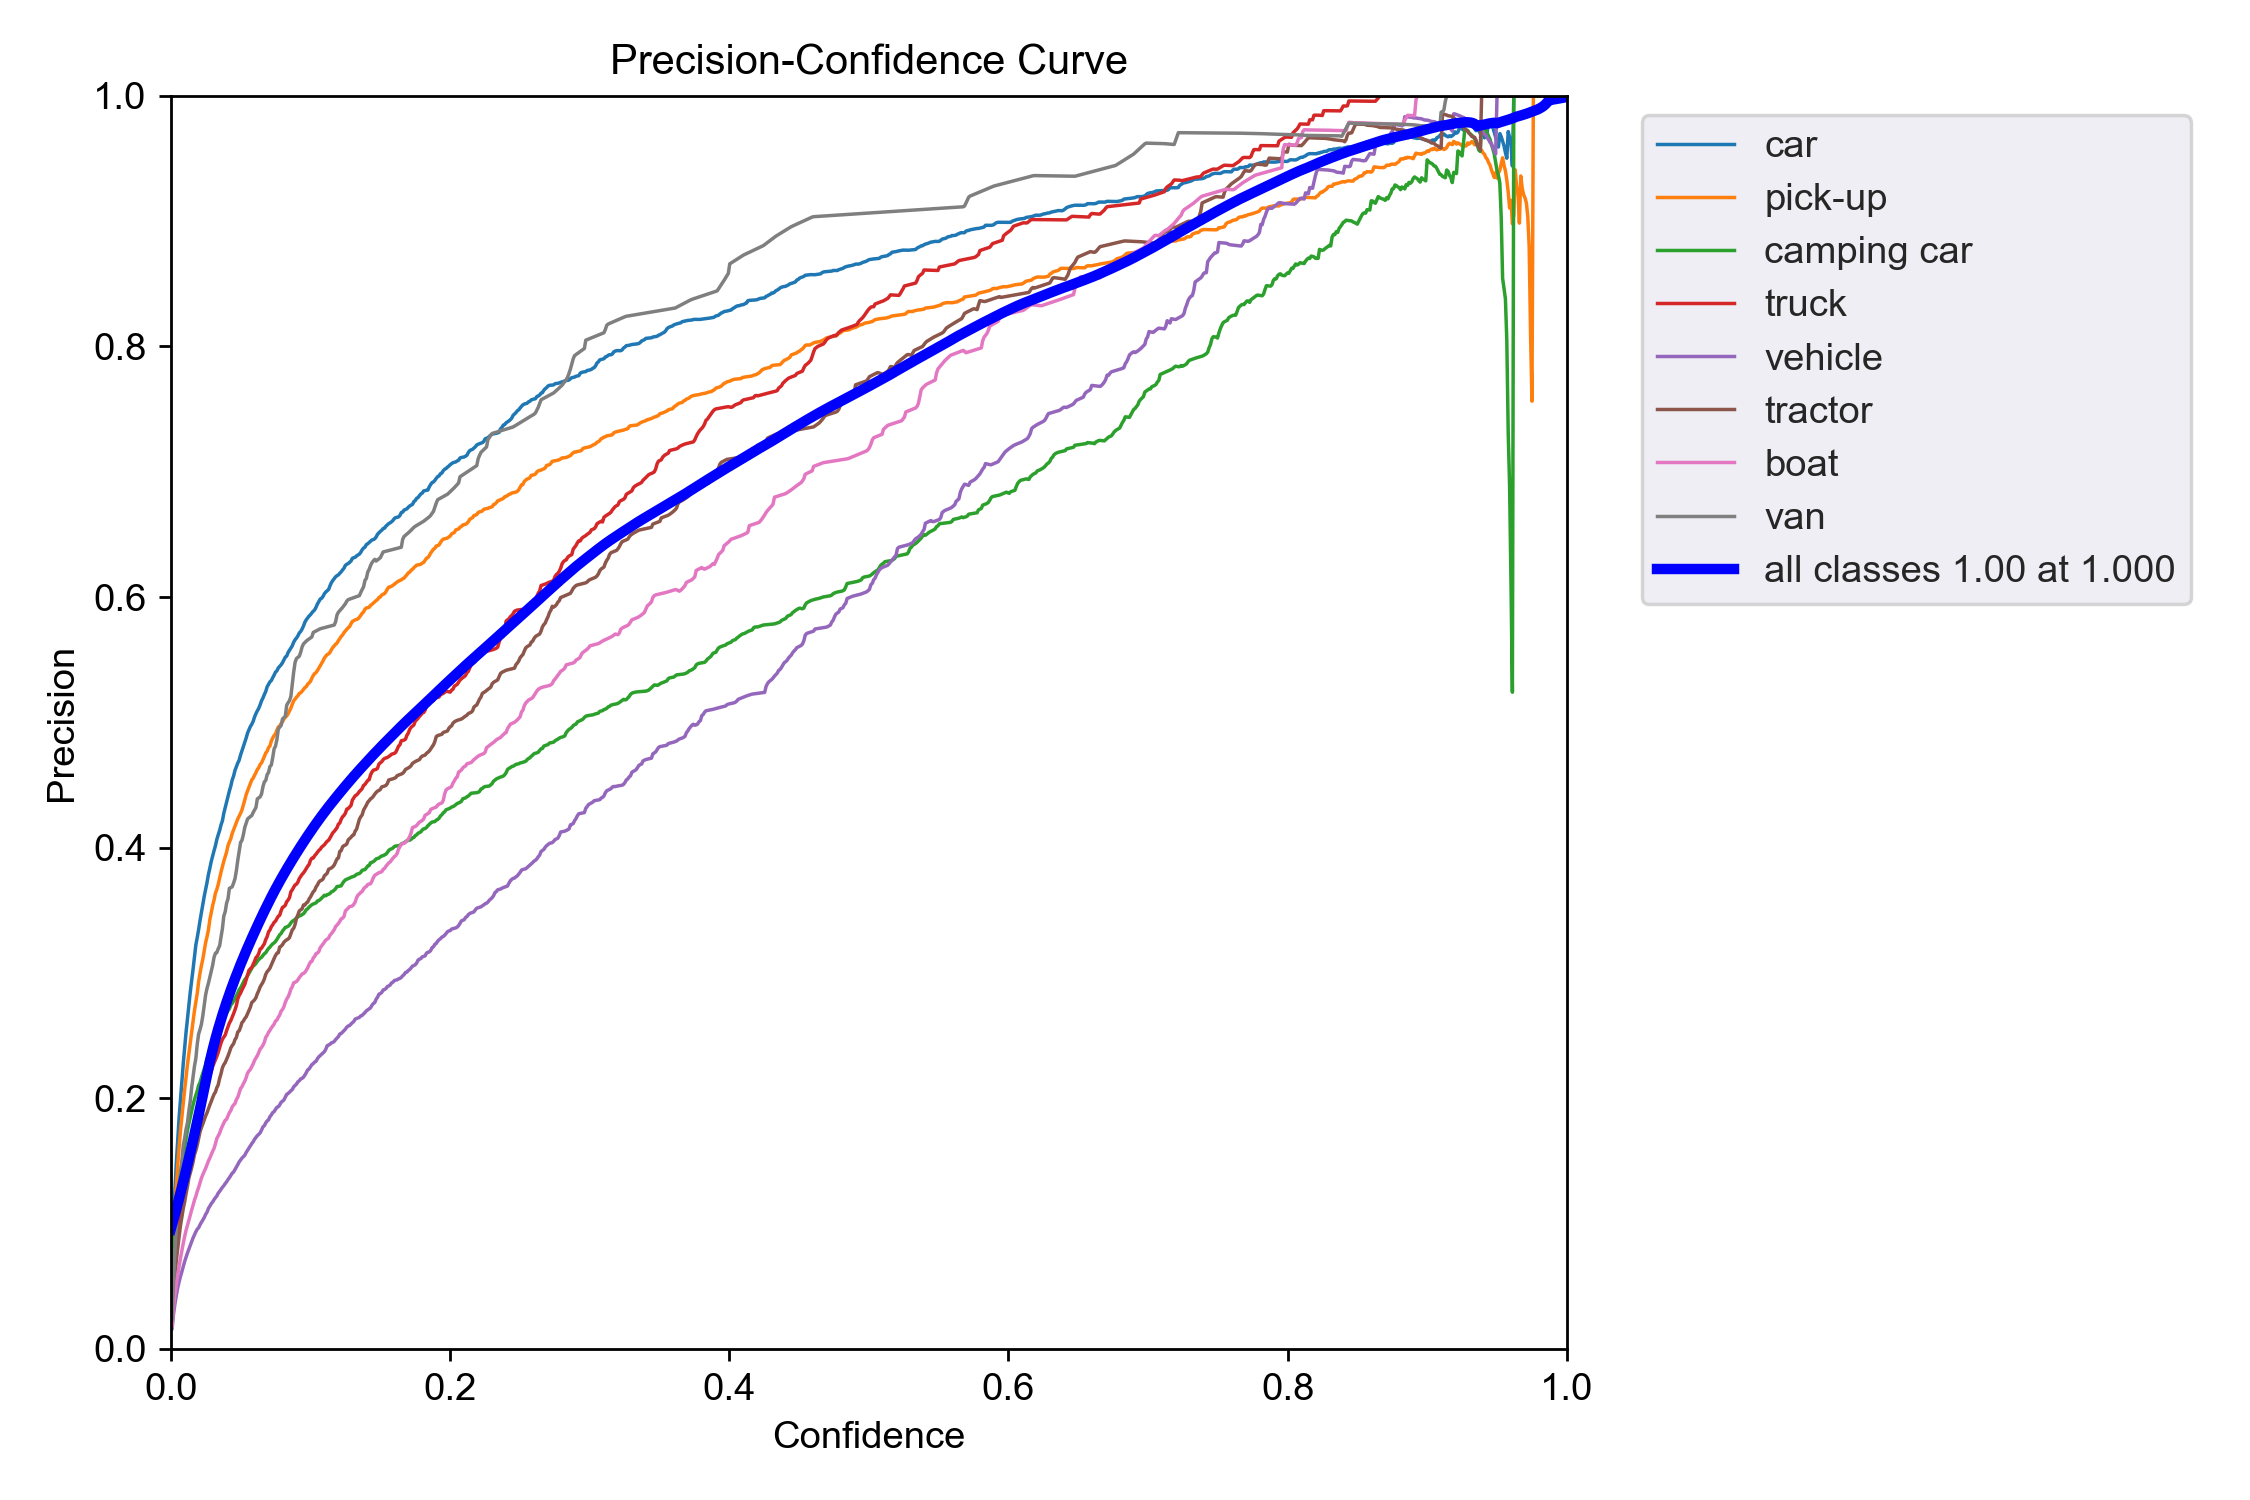 Precision-Confidence Curve
1.0
0.8
0.6
0.4
0.2
0.0
Precision
0.0 0.2 0.4 0.6 0.8 1.0
Confidence
car
pick-up
camping car
truck
vehicle
tractor
boat
van
all classes 1.00 at 1.000